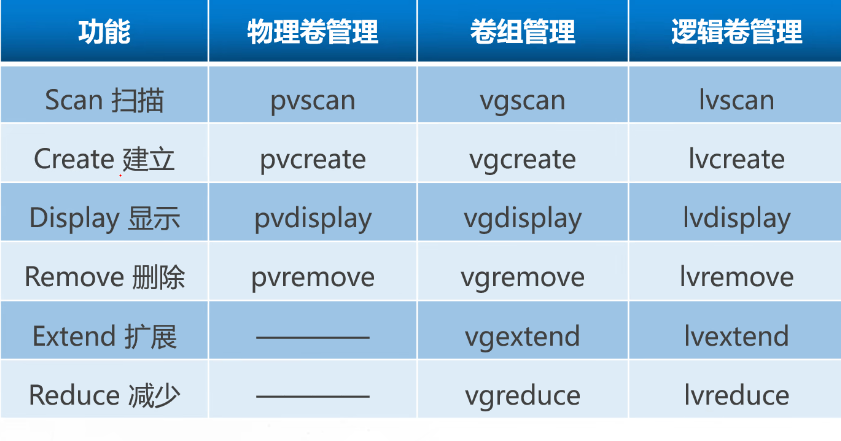 功能 物理卷管理 卷组管理 逻辑卷管理
Scan 扫描 pvscan vgscan lvscan
Create 建立 pvcreate vgcreate lvcreate
Display 显示 pvdisplay vgdisplay lvdisplay
Remove 删除 pvremove vgremove lvremove
Extend 扩展 ——— vgextend lvextend
Reduce 减少 ——— vgreduce lvreduce